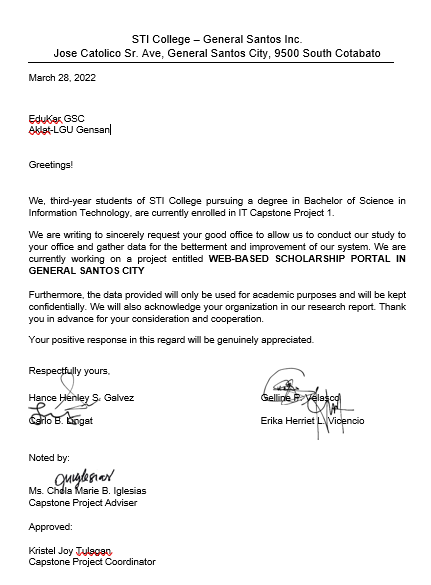 STI College – General Santos Inc.
Jose Catolico Sr. Ave, General Santos City, 9500 South Cotabato
March 28, 2022
EduKar GSC
Aklat-LGU Gensan
Greetings!
We, third-year students of STI College pursuing a degree in Bachelor of Science in
Information Technology, are currently enrolled in IT Capstone Project 1.
We are writing to sincerely request your good office to allow us to conduct our study to
your office and gather data for the betterment and improvement of our system. We are
currently working on a project entitled WEB-BASED SCHOLARSHIP PORTAL IN
GENERAL SANTOS CITY
Furthermore, the data provided will only be used for academic purposes and will be kept
confidentially. We will also acknowledge your organization in our research report. Thank
you in advance for your consideration and cooperation.
Your positive response in this regard will be genuinely appreciated.
Respectfully yours,
Hance Henley S. Galvez
Gelline P. Velasco
Carlo B. Lingat
Erika Herriet L. Vicencio
Noted by:
Ms. Chela Marie B. Iglesias
Capstone Project Adviser
Approved:
Kristel Joy Tulagan
Capstone Project Coordinator